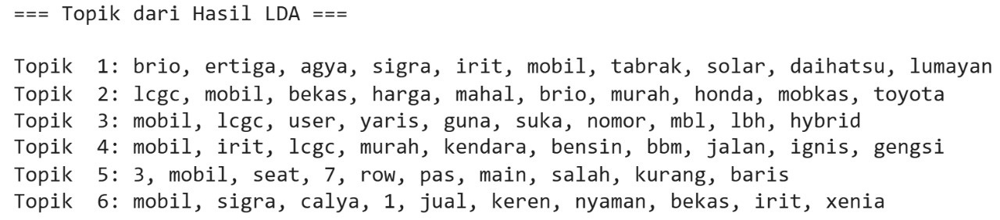 === Topik dari Hasil LDA ===
Topik  1: brio, ertiga, agya, sigra, irit, mobil, tabrak, solar, daihatsu, lumayan
Topik  2: lcgc, mobil, bekas, harga, mahal, brio, murah, honda, mobkas, toyota
Topik  3: mobil, lcgc, user, yaris, guna, suka, nomor, mbl, lbh, hybrid
Topik  4: mobil, irit, lcgc, murah, kendara, bensin, bbm, jalan, ignis, gengsi
Topik  5: 3, mobil, seat, 7, row, pas, main, salah, kurang, baris
Topik  6: mobil, sigra, calya, 1, jual, keren, nyaman, bekas, irit, xenia